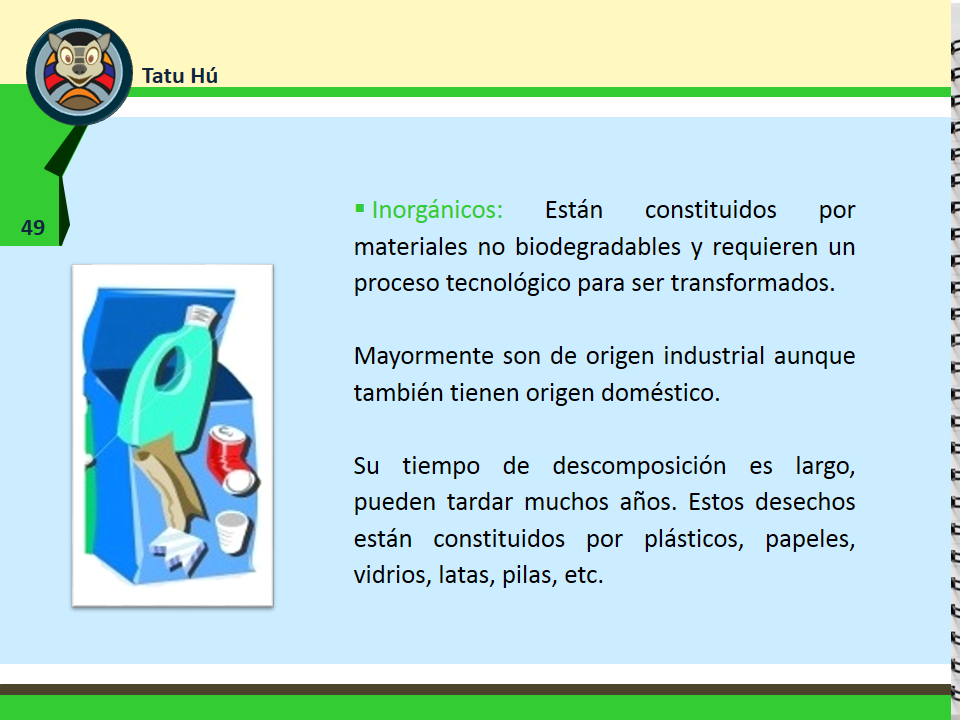 Tatu Hú
49
▪ Inorgánicos: Están constituidos por
materiales no biodegradables y requieren un
proceso tecnológico para ser transformados.
Mayormente son de origen industrial aunque
también tienen origen doméstico.
Su tiempo de descomposición es largo,
pueden tardar muchos años. Estos desechos
están constituidos por plásticos, papeles,
vidrios, latas, pilas, etc.